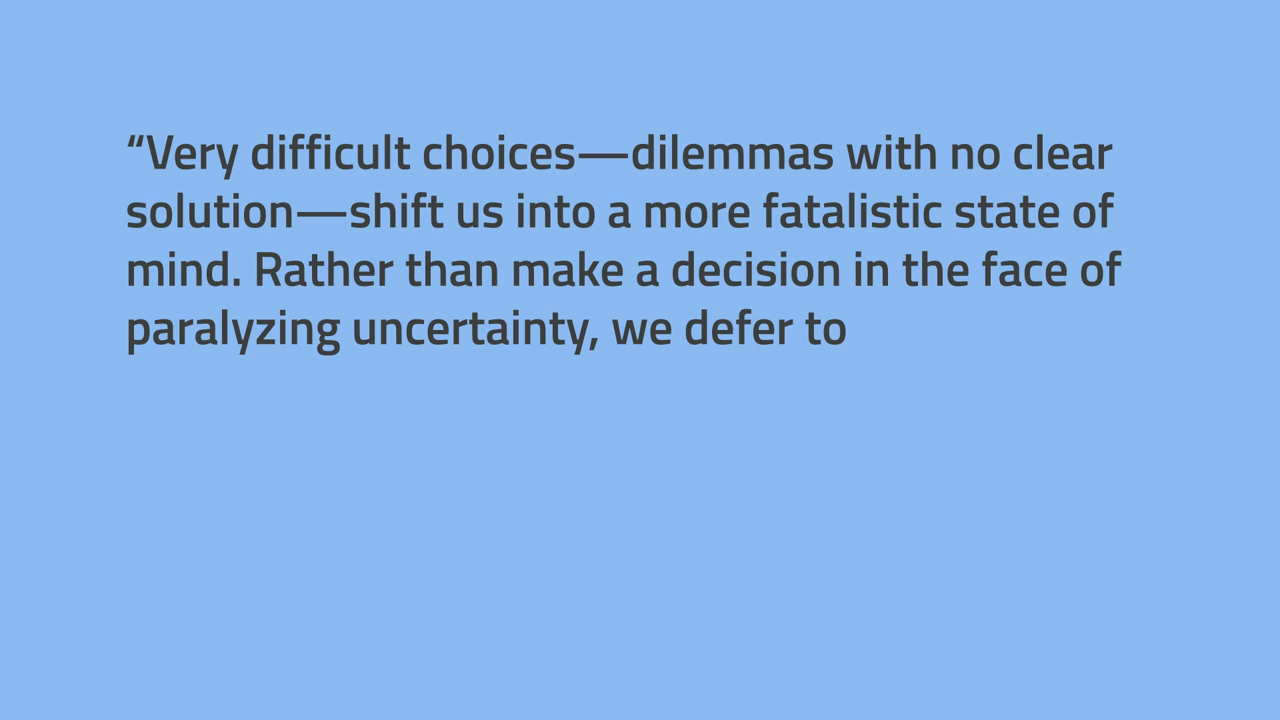 “Very difficult choices—dilemmas with no clear
solution—shift us into a more fatalistic state of
mind. Rather than make a decision in the face of
paralyzing uncertainty, we defer to